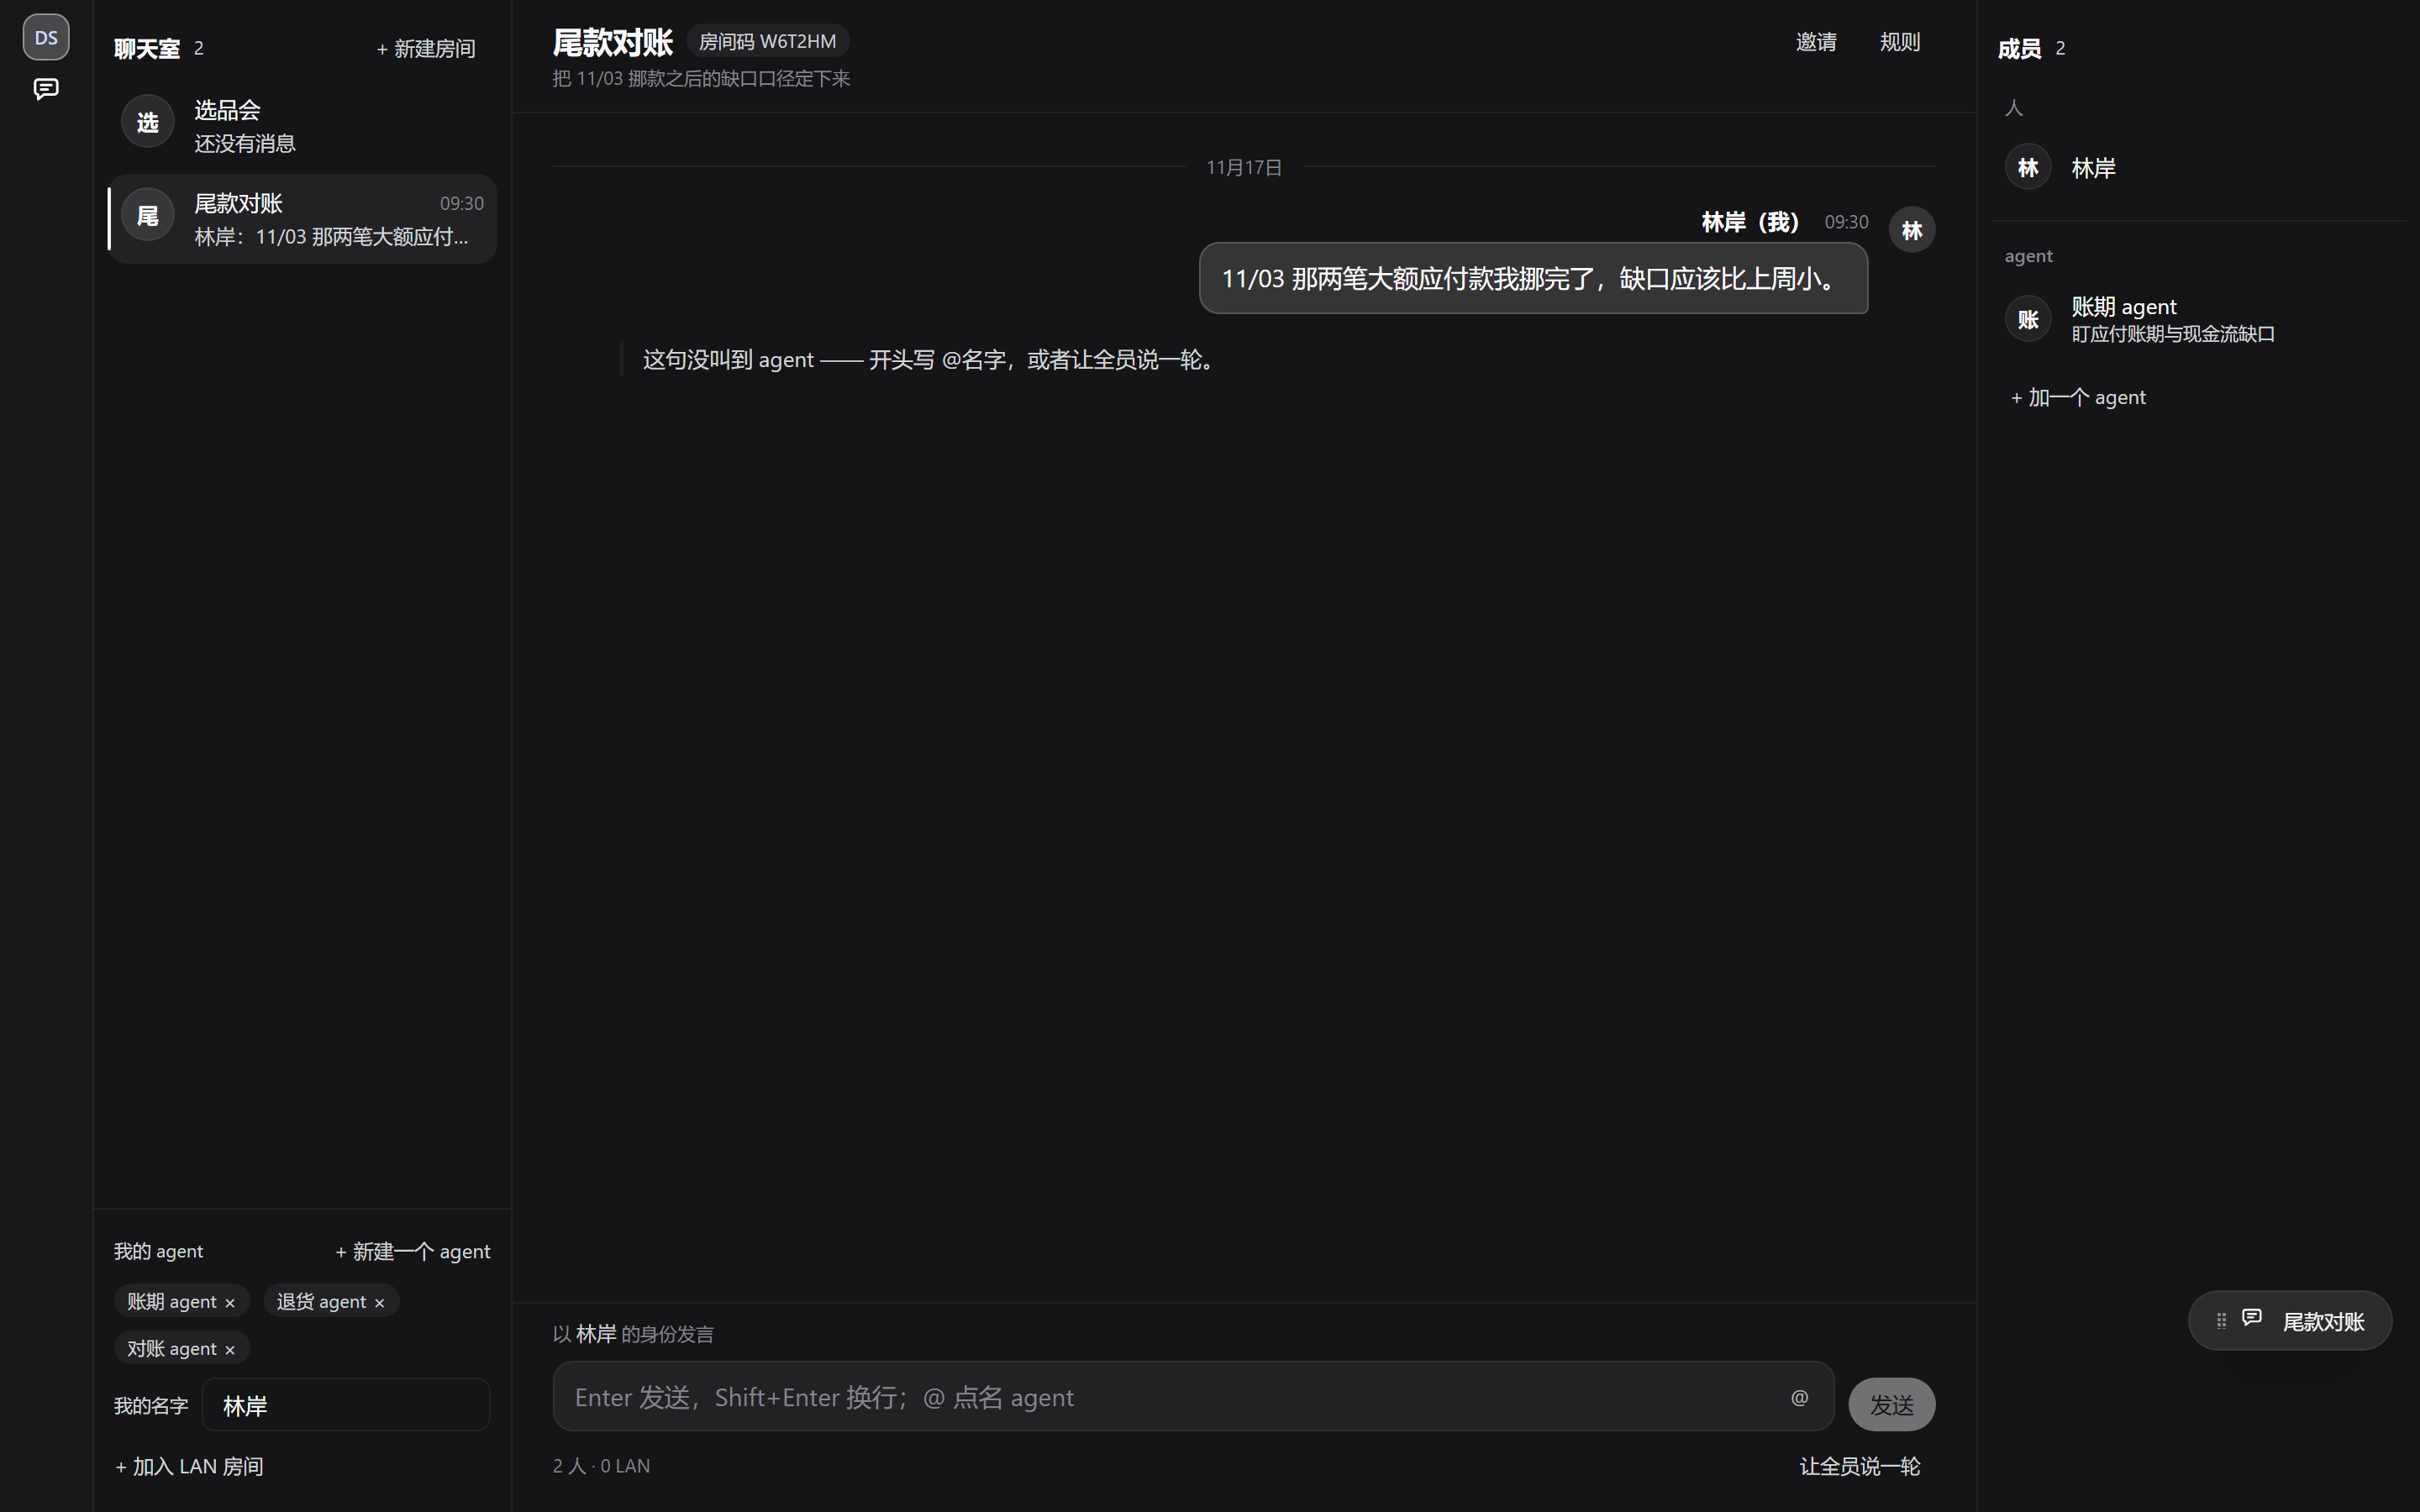 DS
聊天室 2
+ 新建房间
选
选品会
还没有消息
尾
尾款对账 09:30
林岸：11/03 那两笔大额应付...
我的 agent
+ 新建一个 agent
账期 agent ×
退货 agent ×
对账 agent ×
我的名字
林岸
+ 加入 LAN 房间
尾款对账 房间码 W6T2HM
把 11/03 挪款之后的缺口口径定下来
邀请
规则
11月17日
林岸（我） 09:30
林
11/03 那两笔大额应付款我挪完了，缺口应该比上周小。
这句没叫到 agent —— 开头写 @名字，或者让全员说一轮。
以 林岸 的身份发言
Enter 发送，Shift+Enter 换行；@ 点名 agent
@
发送
2 人 · 0 LAN
让全员说一轮
成员 2
人
林
林岸
agent
账
账期 agent
盯应付账期与现金流缺口
+ 加一个 agent
尾款对账